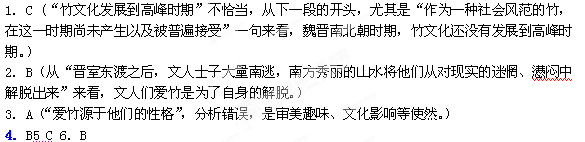 1. C（“竹文化发展到高峰时期”不恰当，从下一段的开头，尤其是“作为一种社会风范的竹，
在这一时期尚未产生以及被普遍接受”一句来看，魏晋南北朝时期，竹文化还没有发展到高峰时
期。）
2. B（从“晋室东渡之后，文人士子大量南逃，南方秀丽的山水将他们从对现实的迷惘、懑闷中
解脱出来”来看，文人们爱竹是为了自身的解脱。）
3. A（“爱竹源于他们的性格”，分析错误，是审美趣味、文化影响等使然。）
4. B5 C 6. B